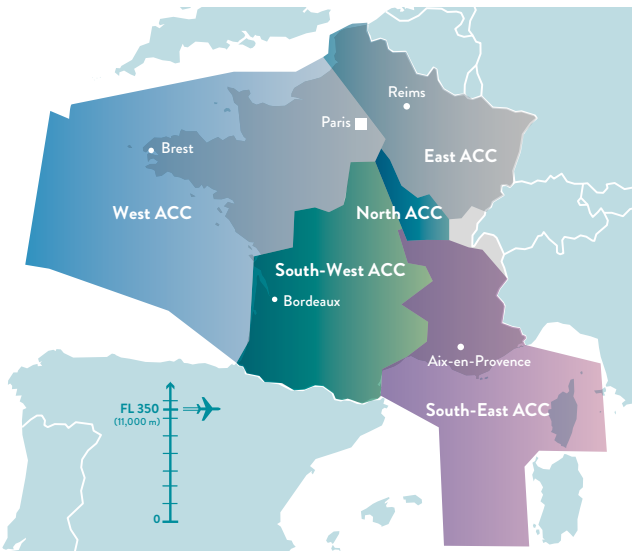 Reims
Paris
Brest
East ACC
West ACC
North ACC
South-West ACC
Bordeaux
Aix-en-Provence
FL 350
(11,000 m)
South-East ACC
0